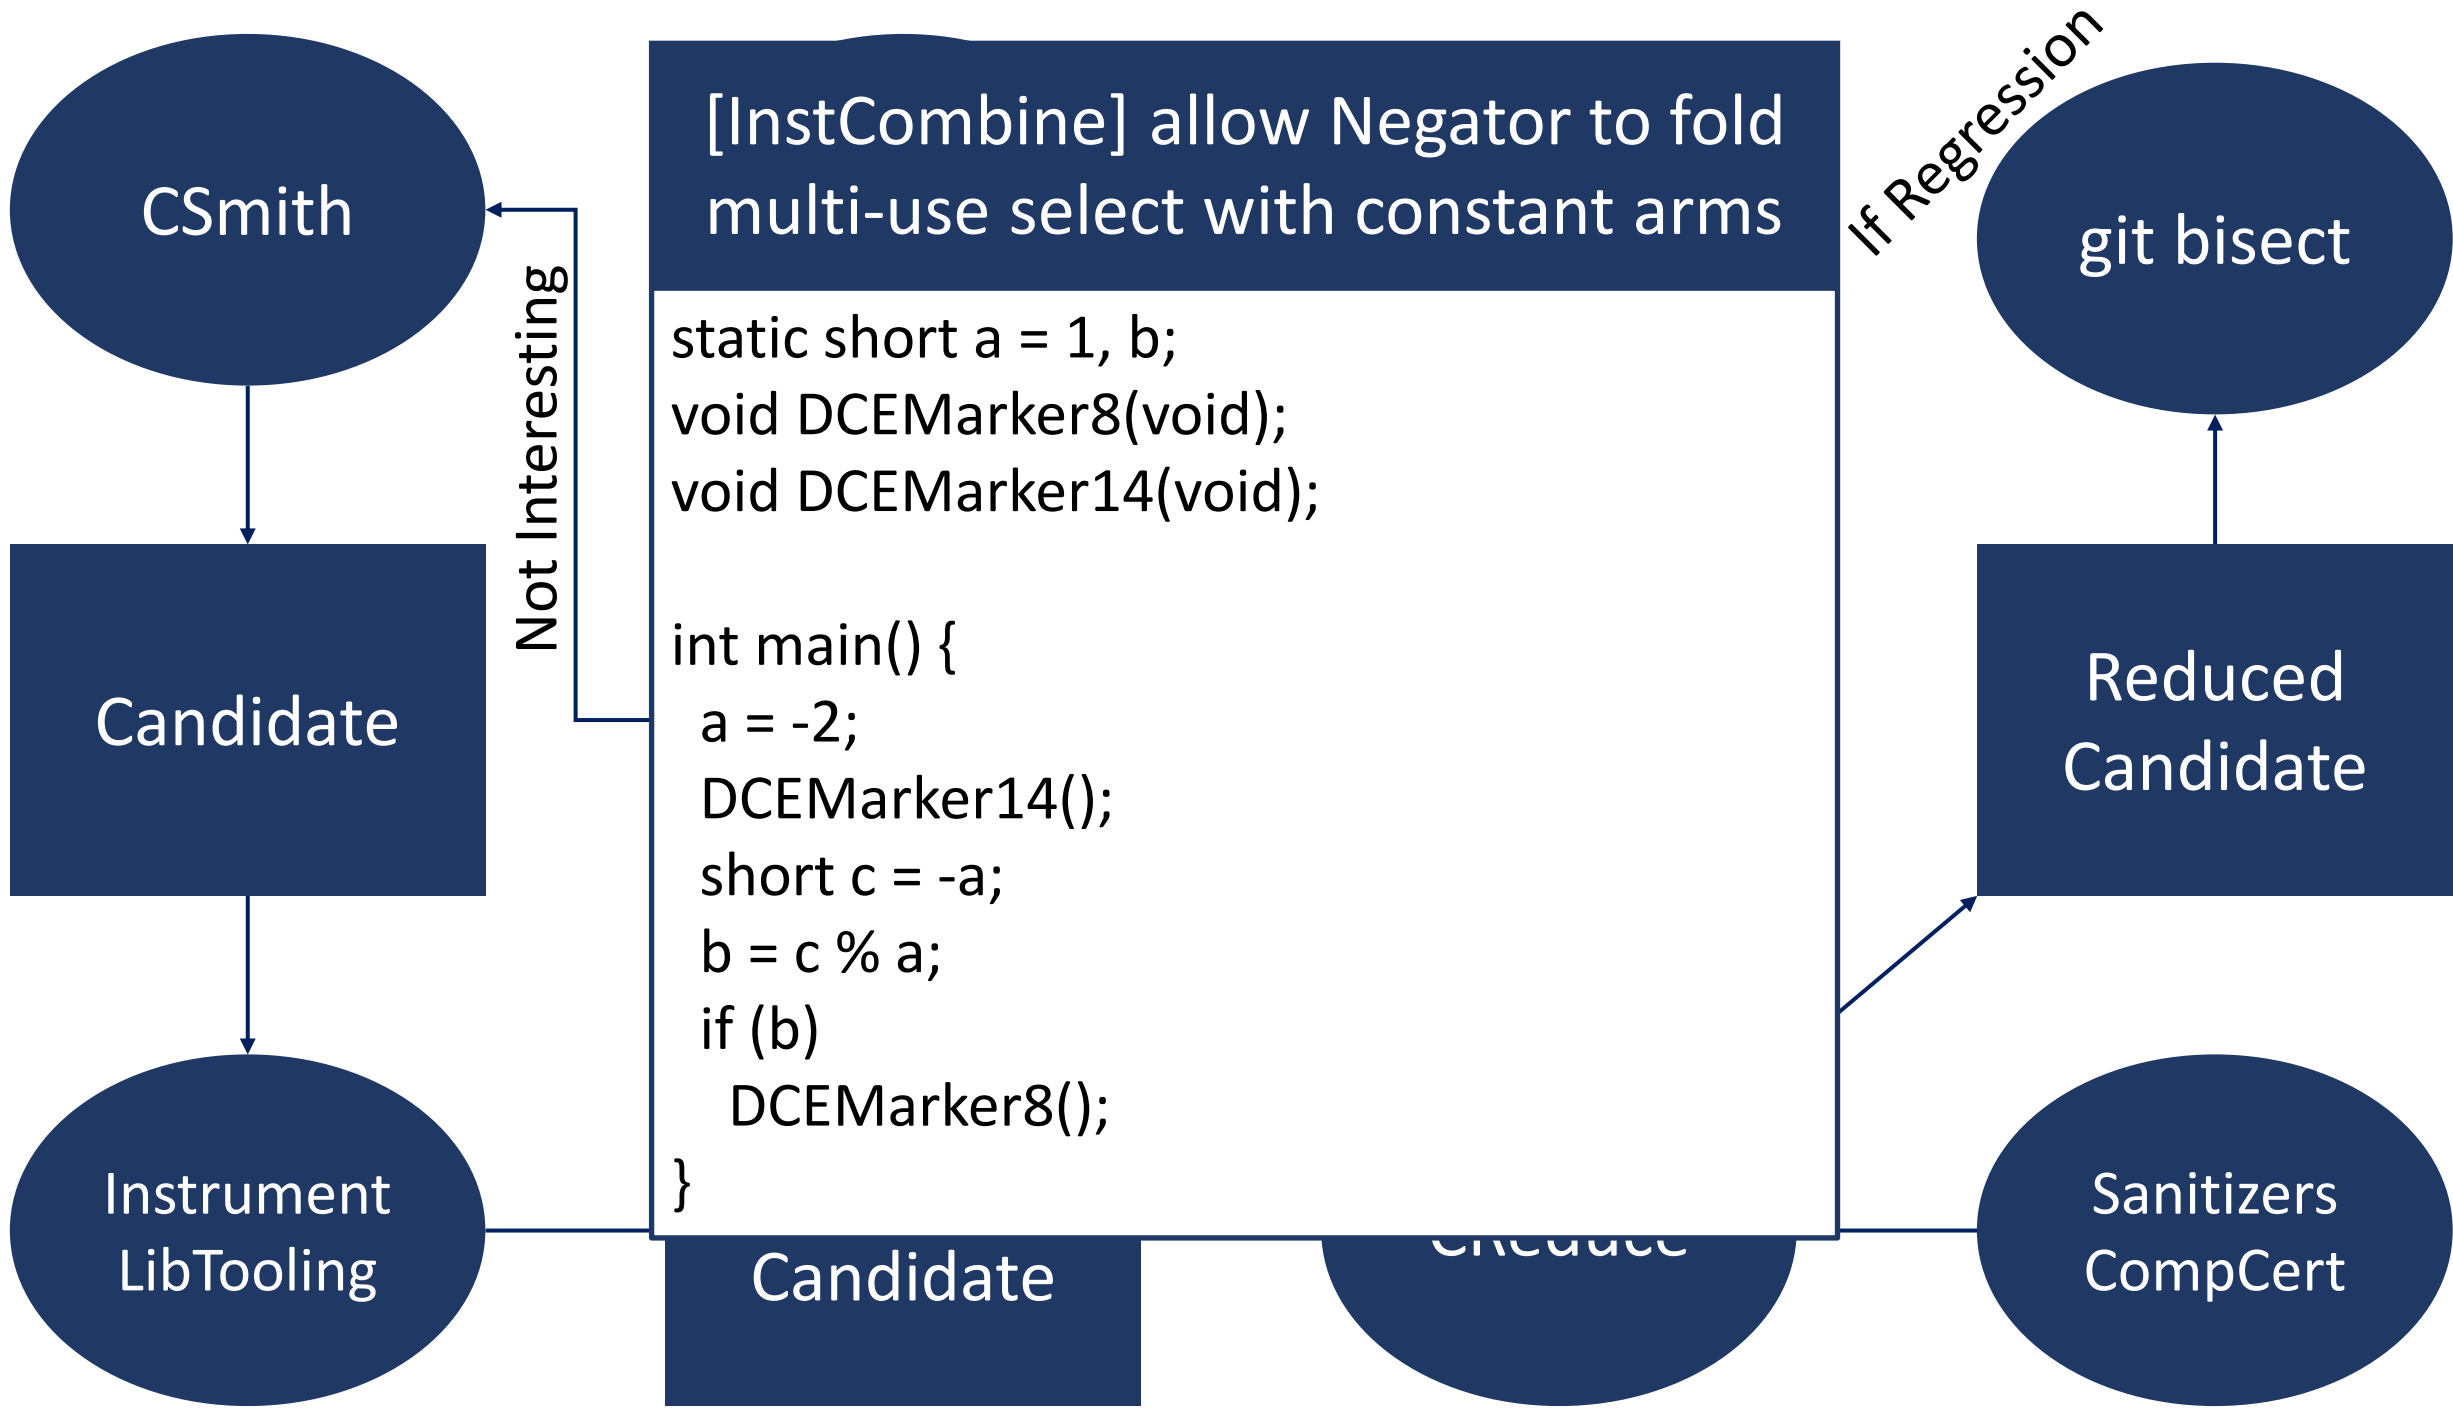 CSmith
Not Interesting
Candidate
Instrument
LibTooling
[InstCombine] allow Negator to fold
multi-use select with constant arms
static short a = 1, b;
void DCEMarker8(void);
void DCEMarker14(void);
int main() {
a = -2;
DCEMarker14();
short c = -a;
b = c % a;
if (b)
DCEMarker8();
}
Candidate
If Regression
git bisect
Reduced
Candidate
Sanitizers
CompCert